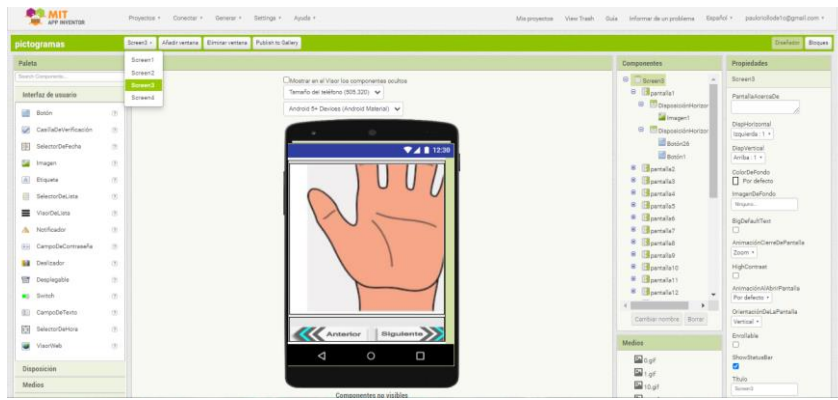 MIT
APP INVENTOR
Proyectos
Conectar
Generar
Settings
Ayuda
Mis proyectos
View Trash
Guía
Informar de un problema
Español
pictogramas
Screen3
Añadir ventana
Eliminar ventana
Publish to Gallery
Diseñador
Bloques
Screen1
Screen2
Screen3
Screen4
Paleta
Search Components...
Interfaz de usuario
Botón
CasillaDeVerificación
SelectorDeFecha
Imagen
Etiqueta
SelectorDeLista
VisorDeLista
Notificador
CampoDeContraseña
Deslizador
Desplegable
Switch
CampoDeTexto
SelectorDeHora
VisorWeb
Disposición
Medios
Mostrar en el Visor los componentes ocultos
Tamaño del teléfono (505,320)
Android 5+ Devices (Android Material)
12:30
Anterior
Siguiente
Componentes no visibles
Componentes
Screen3
pantalla1
DisposiciónHorizor
Imagen1
DisposiciónHorizor
Botón26
Botón1
pantalla2
pantalla3
pantalla4
pantalla5
pantalla6
pantalla7
pantalla8
pantalla9
pantalla10
pantalla11
pantalla12
Cambiar nombre
Borrar
Medios
0.gif
1.gif
10.gif
Propiedades
Screen3
PantallaAcercaDe
DispHorizontal
Izquierda : 1
DispVertical
Arriba : 1
ColorDeFondo
Por defecto
ImagenDeFondo
Ninguno...
BigDefaultText
AnimaciónCierreDePantalla
Zoom
HighContrast
AnimaciónAlAbrirPantalla
Por defecto
OrientaciónDeLaPantalla
Vertical
Enrollable
ShowStatusBar
Título
Screen3